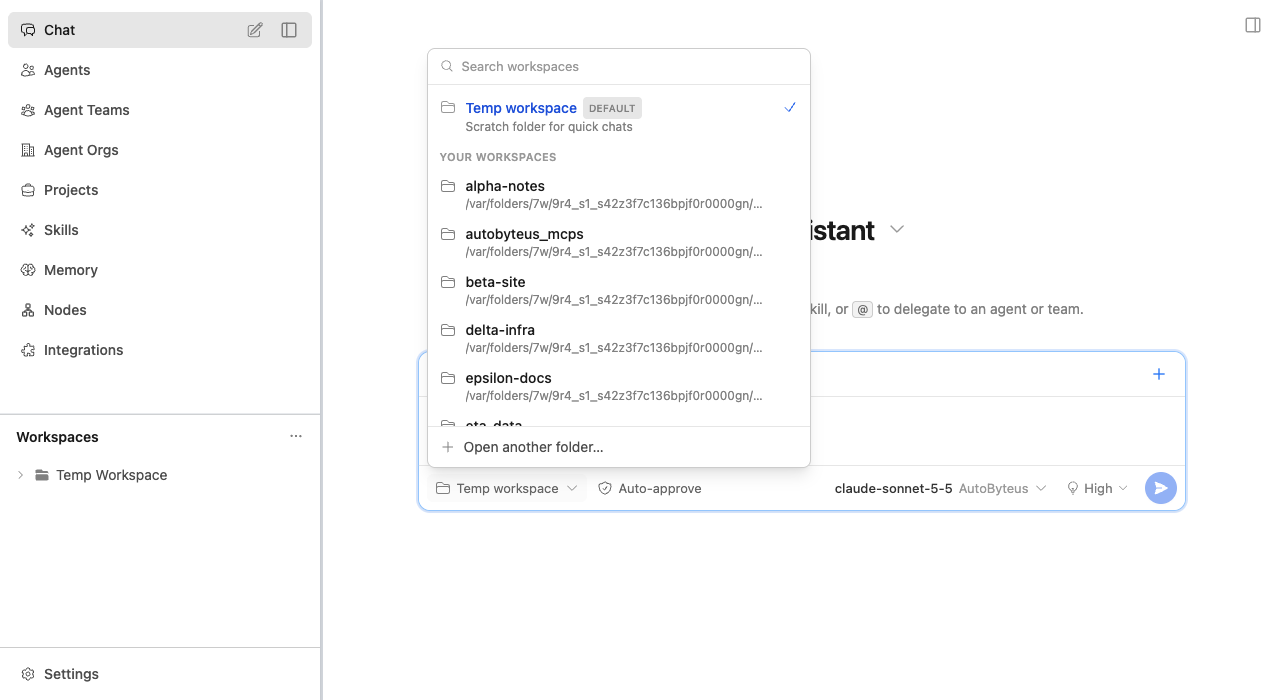 Chat
Agents
Agent Teams
Agent Orgs
Projects
Skills
Memory
Nodes
Integrations
Workspaces
Temp Workspace
Settings
Search workspaces
Temp workspace DEFAULT
Scratch folder for quick chats
YOUR WORKSPACES
alpha-notes
/var/folders/7w/9r4_s1_s42z3f7c136bpjf0r0000gn/...
autobyteus_mcps
/var/folders/7w/9r4_s1_s42z3f7c136bpjf0r0000gn/...
beta-site
/var/folders/7w/9r4_s1_s42z3f7c136bpjf0r0000gn/...
delta-infra
/var/folders/7w/9r4_s1_s42z3f7c136bpjf0r0000gn/...
epsilon-docs
/var/folders/7w/9r4_s1_s42z3f7c136bpjf0r0000gn/...
eta-data
Open another folder...
istant
kill, or @ to delegate to an agent or team.
Temp workspace Auto-approve claude-sonnet-5-5 AutoByteus High